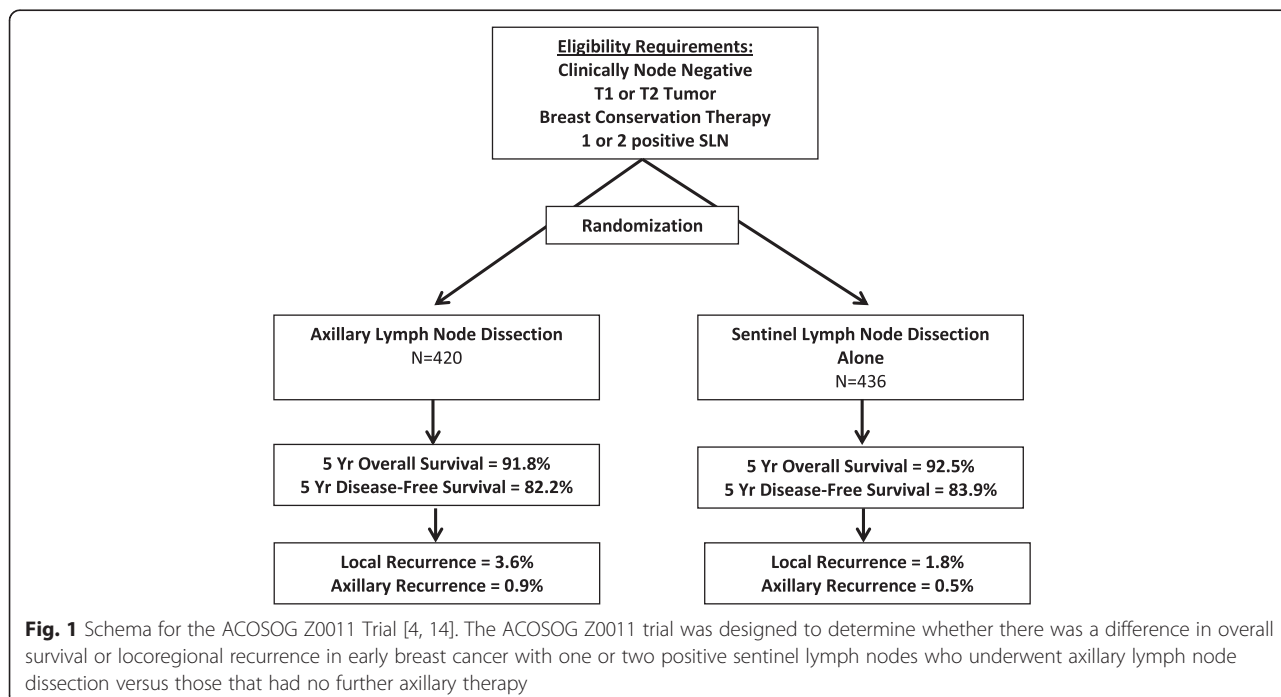 Eligibility Requirements:
Clinically Node Negative
T1 or T2 Tumor
Breast Conservation Therapy
1 or 2 positive SLN
Randomization
Axillary Lymph Node Dissection
N=420
Sentinel Lymph Node Dissection
Alone
N=436
5 Yr Overall Survival = 91.8%
5 Yr Disease-Free Survival = 82.2%
5 Yr Overall Survival = 92.5%
5 Yr Disease-Free Survival = 83.9%
Local Recurrence = 3.6%
Axillary Recurrence = 0.9%
Local Recurrence = 1.8%
Axillary Recurrence = 0.5%
Fig. 1 Schema for the ACOSOG Z0011 Trial [4, 14]. The ACOSOG Z0011 trial was designed to determine whether there was a difference in overall
survival or locoregional recurrence in early breast cancer with one or two positive sentinel lymph nodes who underwent axillary lymph node
dissection versus those that had no further axillary therapy